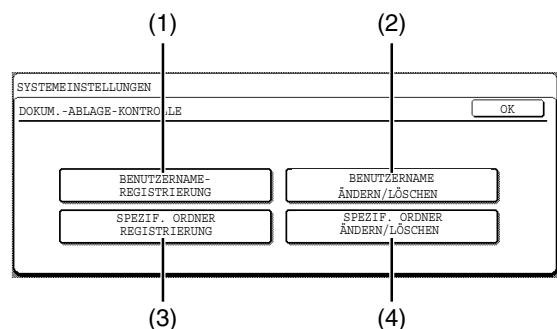 (1) (2)
SYSTEMEINSTELLUNGEN
DOKUM.-ABLAGE-KONTROLLE OK
BENUTZERNAME-
REGISTRIERUNG
BENUTZERNAME
ÄNDERN/LÖSCHEN
SPEZIF. ORDNER
REGISTRIERUNG
SPEZIF. ORDNER
ÄNDERN/LÖSCHEN
(3) (4)